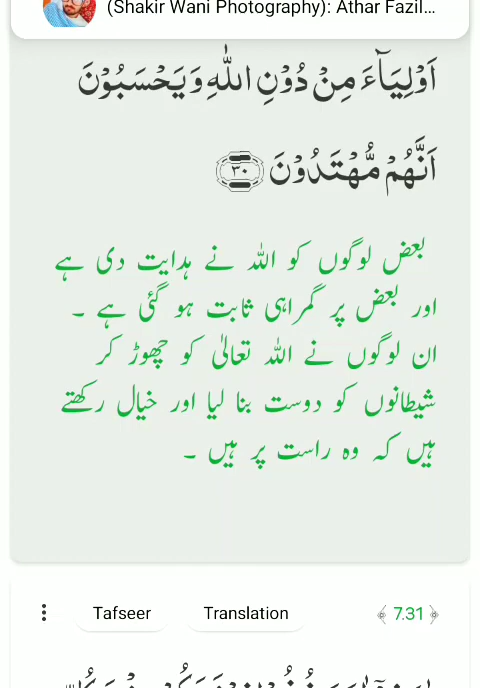 (Shakir Wani Photography): Athar Fazil...
اَوْلِيَآءَ مِنْ دُوْنِ اللّٰهِ وَ يَحْسَبُوْنَ
اَنَّهُمْ مُّهْتَدُوْنَ ٣٠
بعض لوگوں کو اللہ نے ہدایت دی ہے
اور بعض پر گمراہی ثابت ہو گئی ہے ۔
ان لوگوں نے اللہ تعالٰی کو چھوڑ کر
شیطانوں کو دوست بنا لیا اور خیال رکھتے
ہیں کہ وہ راست پر ہیں ۔
Tafseer Translation 7.31